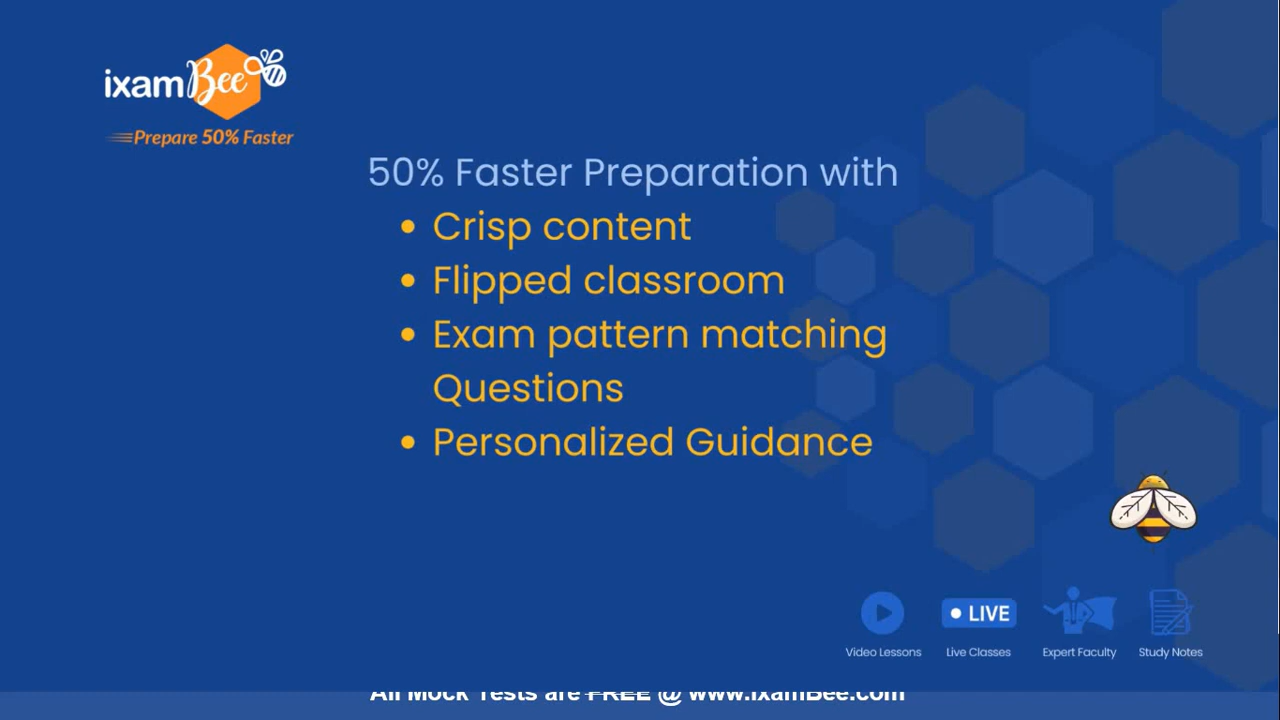 ixamBee
Prepare 50% Faster
50% Faster Preparation with
• Crisp content
• Flipped classroom
• Exam pattern matching
Questions
• Personalized Guidance
LIVE
Video Lessons
Live Classes
Expert Faculty
Study Notes
All Mock Tests are FREE @ www.ixamBee.com